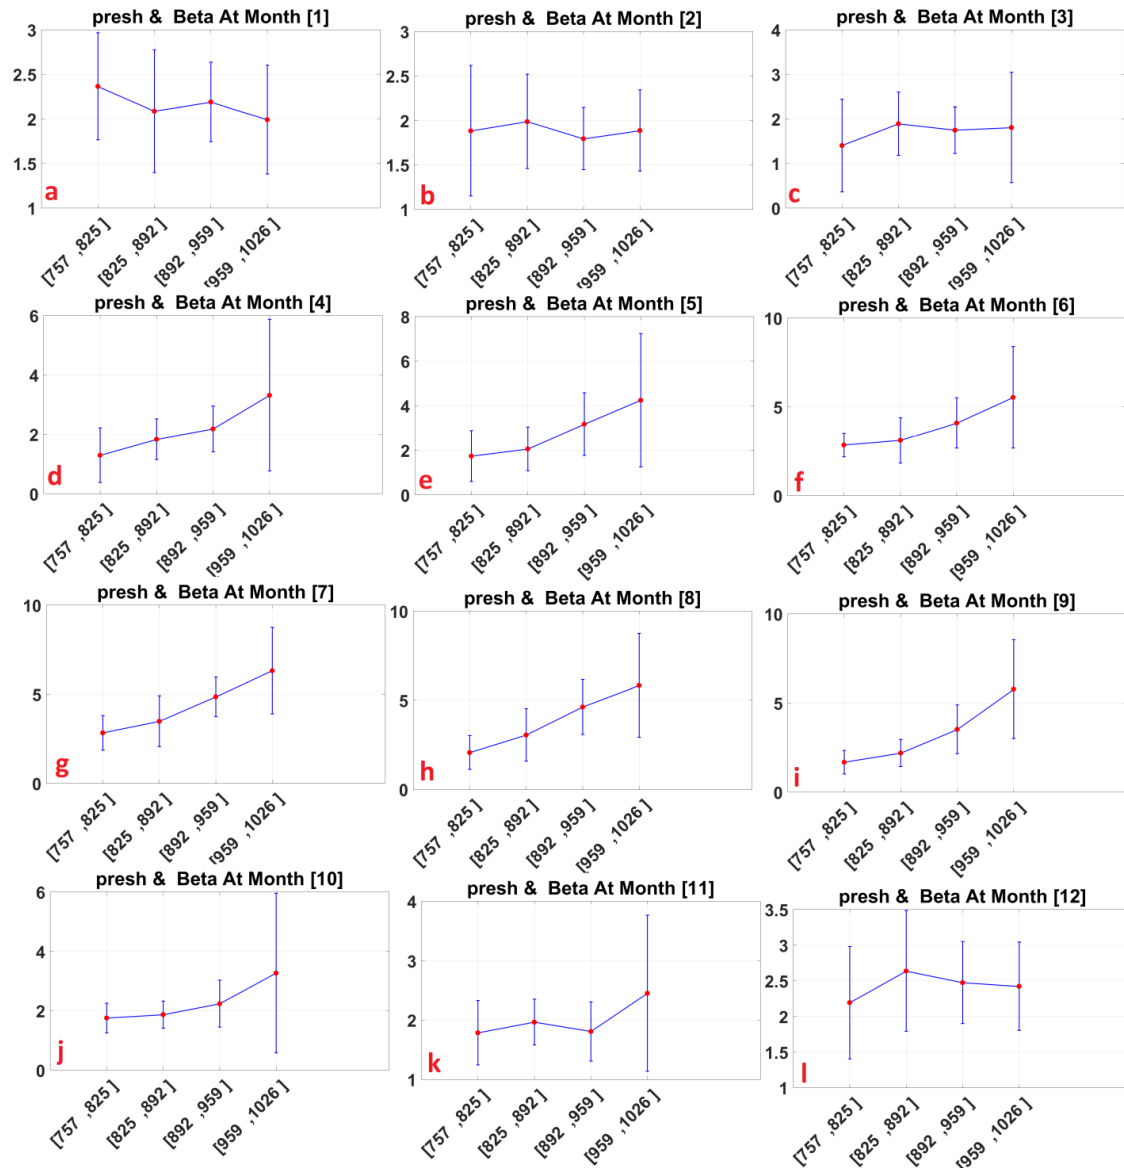 presh &  Beta At Month [1]
3
2.5
2
1.5
1
a
[757  ,825 ]
[825  ,892 ]
[892  ,959 ]
[959  ,1026 ]
presh &  Beta At Month [2]
3
2.5
2
1.5
1
b
[757  ,825 ]
[825  ,892 ]
[892  ,959 ]
[959  ,1026 ]
presh &  Beta At Month [3]
4
3
2
1
0
c
[757  ,825 ]
[825  ,892 ]
[892  ,959 ]
[959  ,1026 ]
presh &  Beta At Month [4]
6
4
2
0
d
[757  ,825 ]
[825  ,892 ]
[892  ,959 ]
[959  ,1026 ]
presh &  Beta At Month [5]
8
6
4
2
0
e
[757  ,825 ]
[825  ,892 ]
[892  ,959 ]
[959  ,1026 ]
presh &  Beta At Month [6]
10
5
0
f
[757  ,825 ]
[825  ,892 ]
[892  ,959 ]
[959  ,1026 ]
presh &  Beta At Month [7]
10
5
0
g
[757  ,825 ]
[825  ,892 ]
[892  ,959 ]
[959  ,1026 ]
presh &  Beta At Month [8]
10
5
0
h
[757  ,825 ]
[825  ,892 ]
[892  ,959 ]
[959  ,1026 ]
presh &  Beta At Month [9]
10
5
0
i
[757  ,825 ]
[825  ,892 ]
[892  ,959 ]
[959  ,1026 ]
presh &  Beta At Month [10]
6
4
2
0
j
[757  ,825 ]
[825  ,892 ]
[892  ,959 ]
[959  ,1026 ]
presh &  Beta At Month [11]
4
3
2
1
k
[757  ,825 ]
[825  ,892 ]
[892  ,959 ]
[959  ,1026 ]
presh &  Beta At Month [12]
3.5
3
2.5
2
1.5
1
l
[757  ,825 ]
[825  ,892 ]
[892  ,959 ]
[959  ,1026 ]